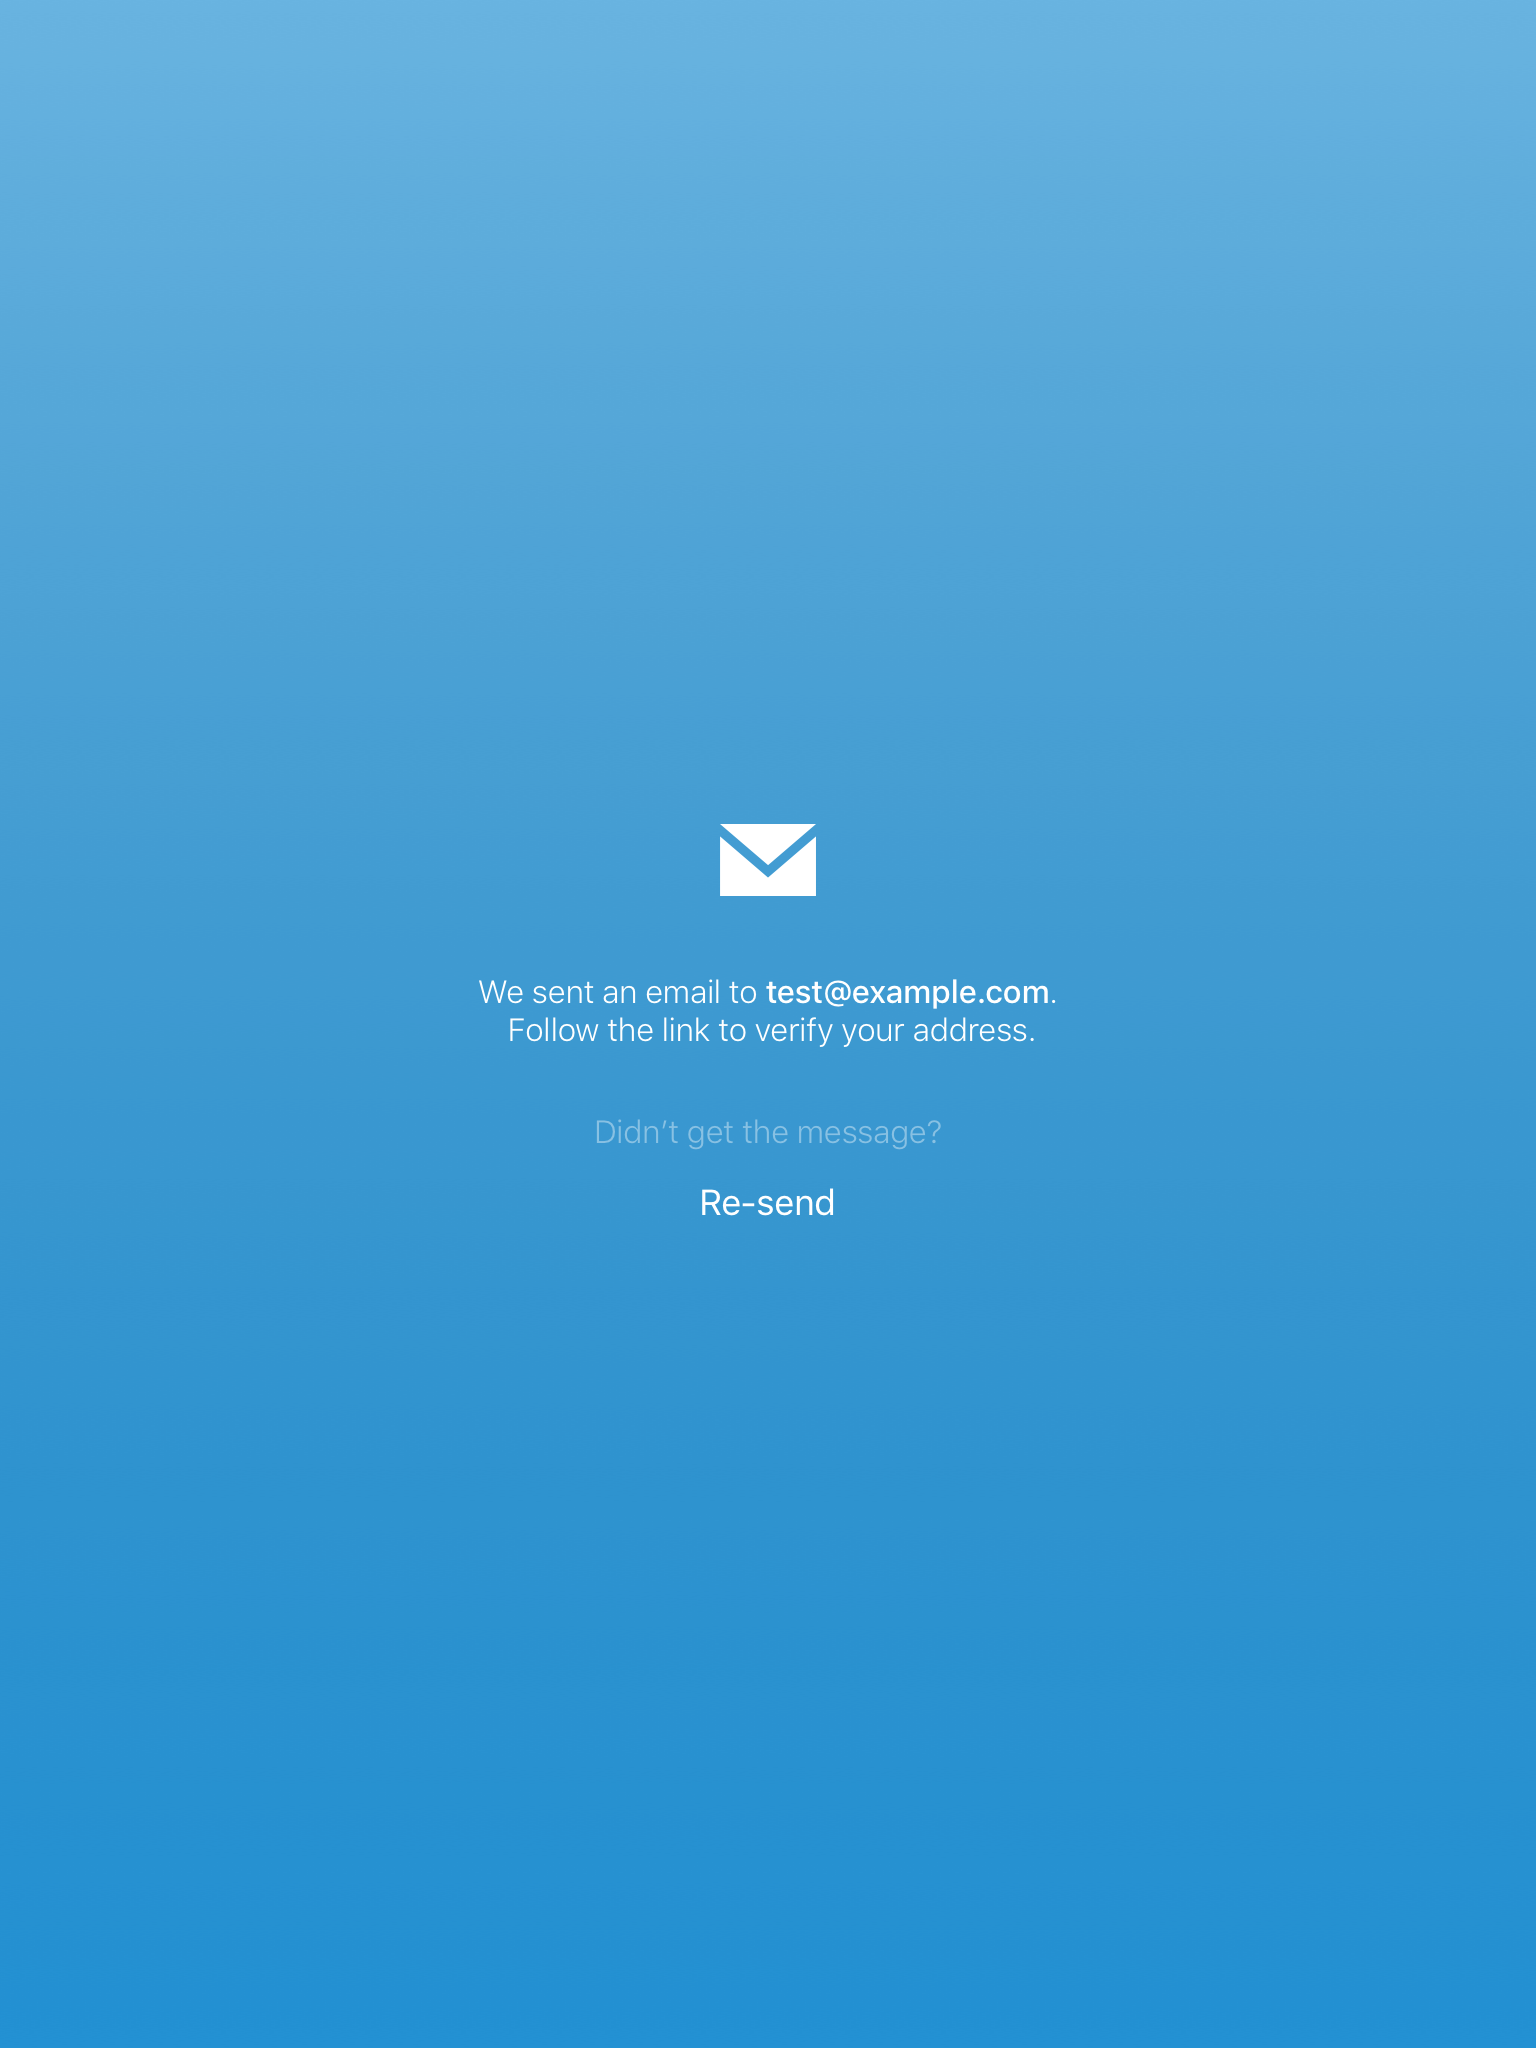 We sent an email to test@example.com.
Follow the link to verify your address.
Didn’t get the message?
Re-send